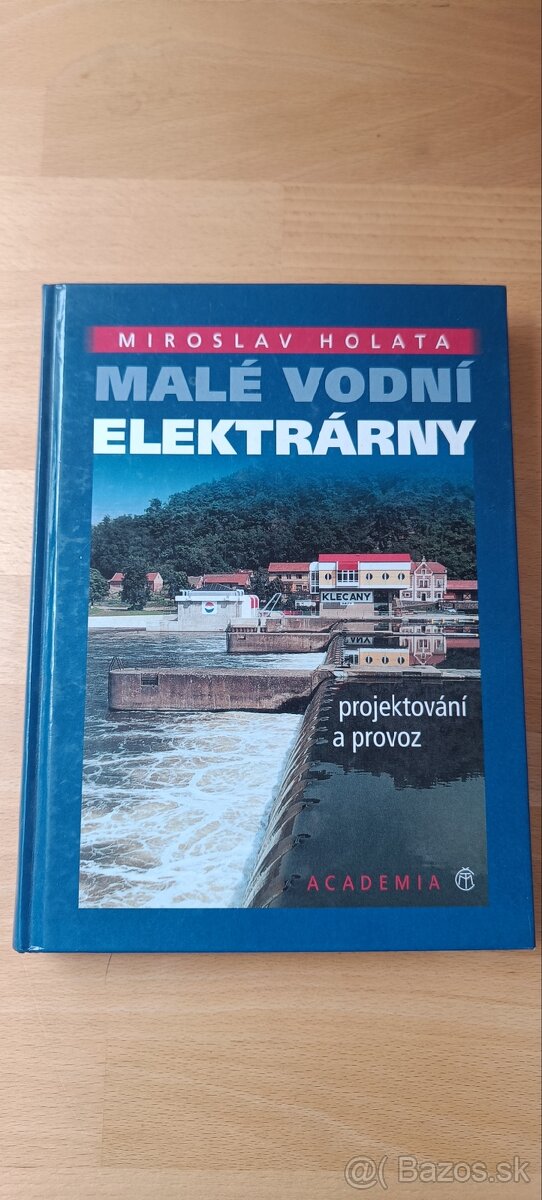 MIROSLAV HOLATA
MALÉ VODNÍ
ELEKTRÁRNY
KLECANY
projektování
a provoz
ACADEMIA
@( Bazos.sk